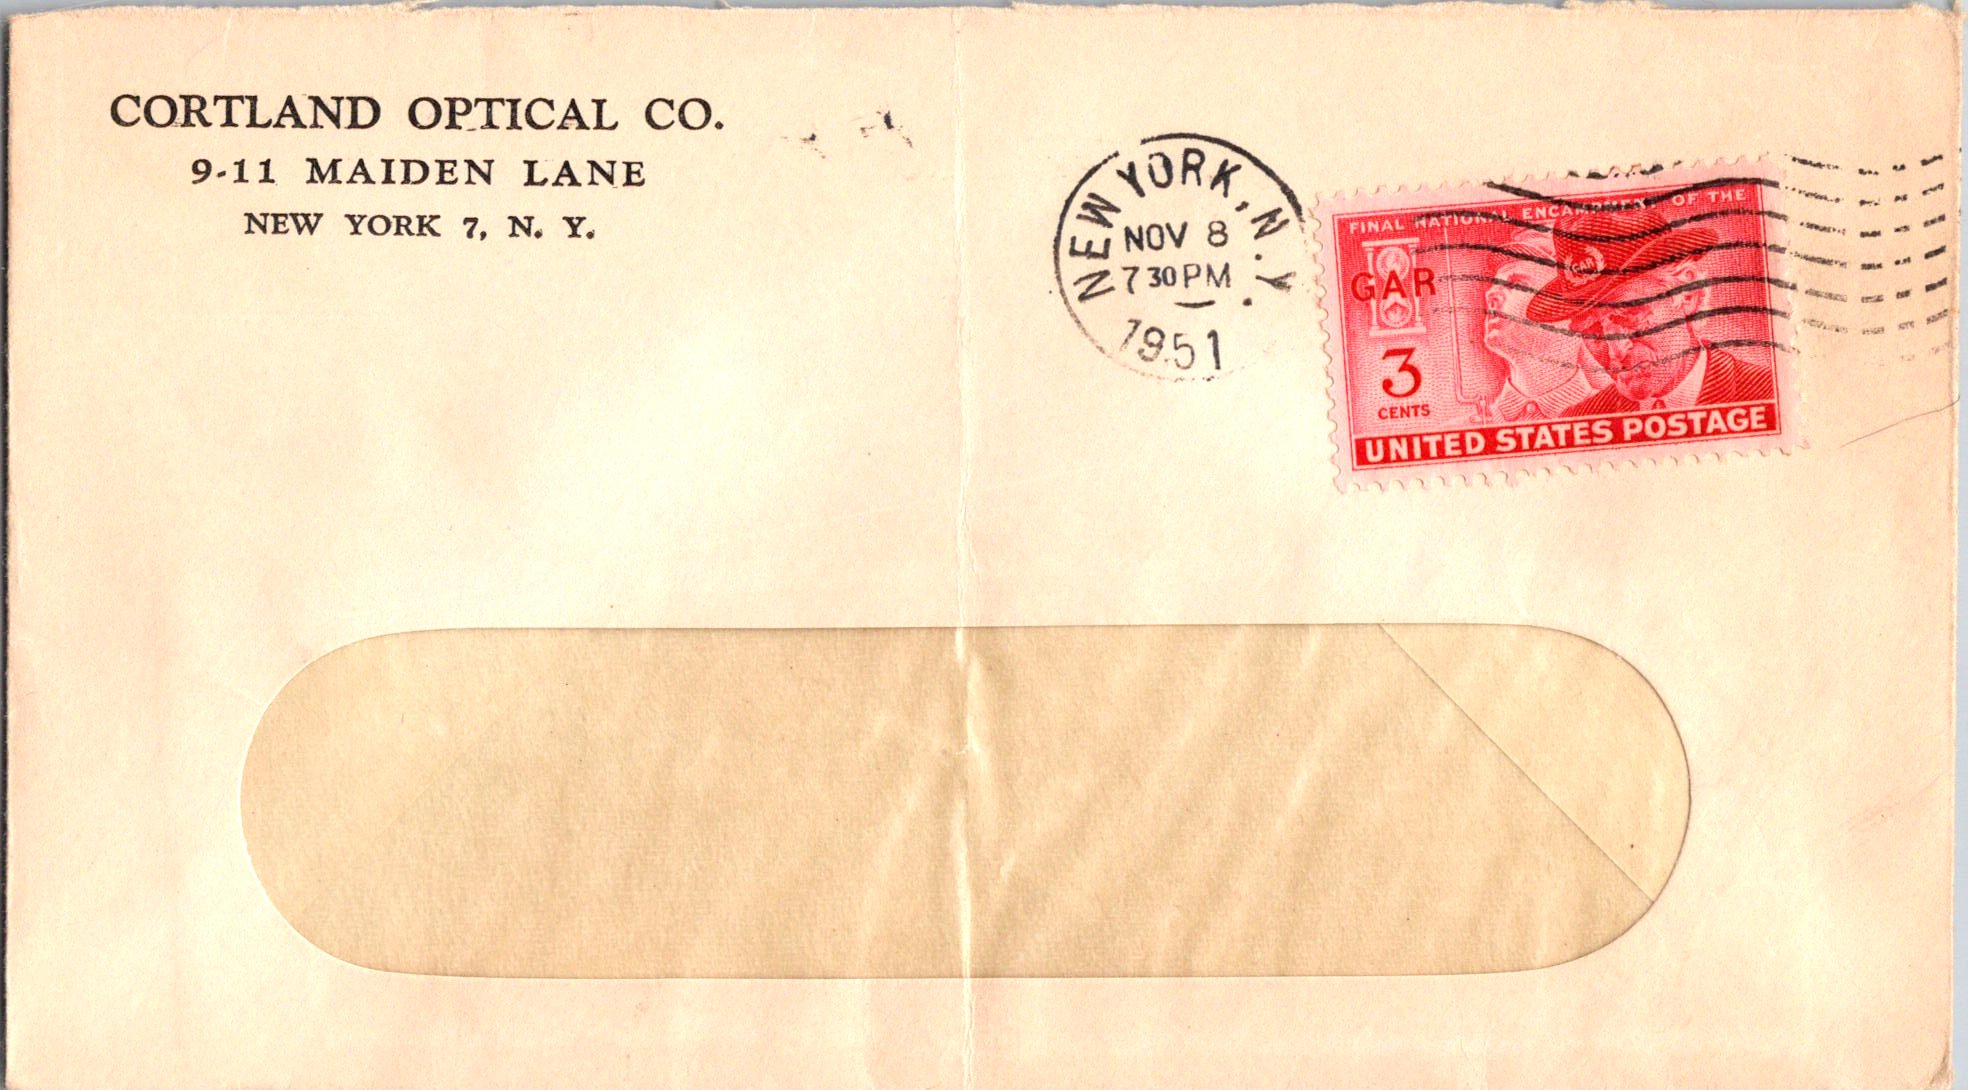 CORTLAND OPTICAL CO.
9-11 MAIDEN LANE
NEW YORK 7, N. Y.
NEW YORK, N.Y.
NOV 8
7 30 PM
1951
FINAL NATIONAL ENCAMPMENT OF THE
GAR
GAR
3
CENTS
UNITED STATES POSTAGE